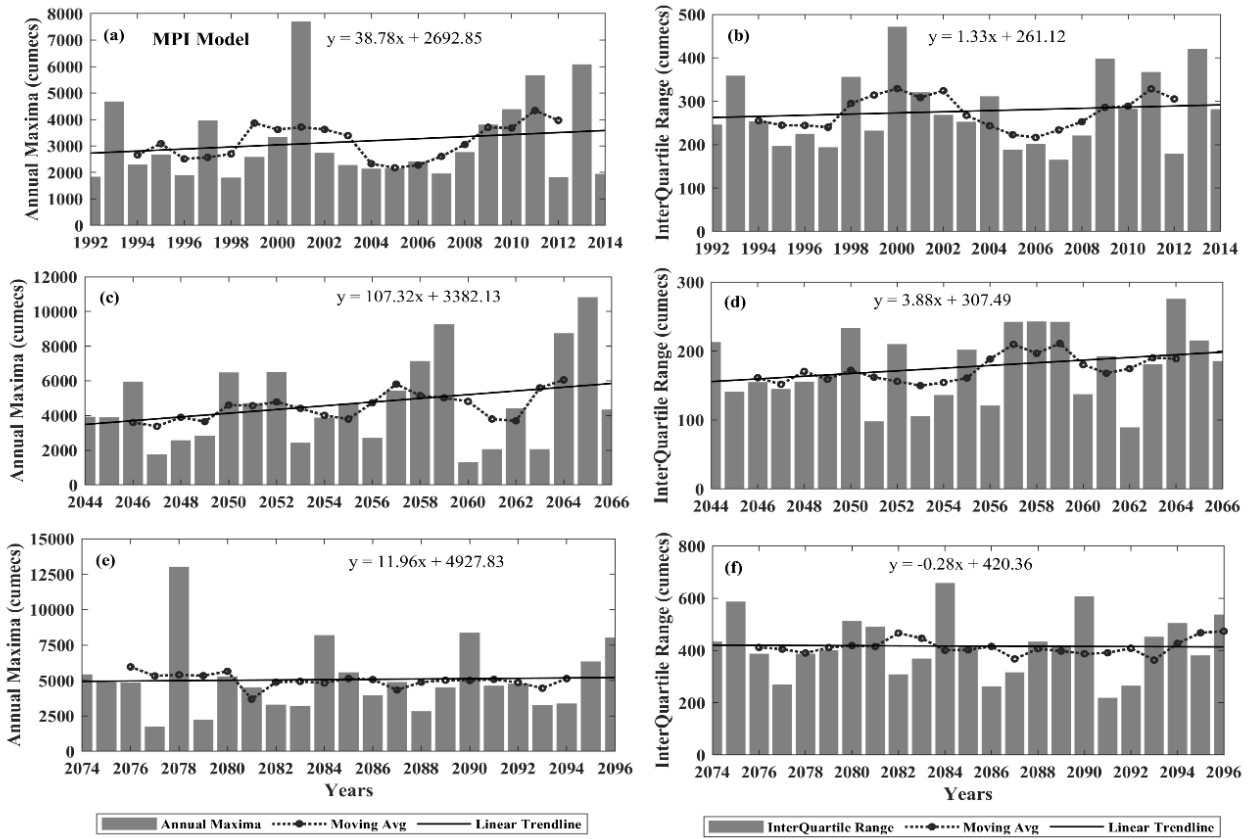 (a) MPI Model y = 38.78x + 2692.85
Annual Maxima (cumecs)
8000
7000
6000
5000
4000
3000
2000
1000
0
1992 1994 1996 1998 2000 2002 2004 2006 2008 2010 2012 2014
(b) y = 1.33x + 261.12
InterQuartile Range (cumecs)
500
400
300
200
100
0
1992 1994 1996 1998 2000 2002 2004 2006 2008 2010 2012 2014
(c) y = 107.32x + 3382.13
Annual Maxima (cumecs)
12000
10000
8000
6000
4000
2000
0
2044 2046 2048 2050 2052 2054 2056 2058 2060 2062 2064 2066
(d) y = 3.88x + 307.49
InterQuartile Range (cumecs)
300
200
100
0
2044 2046 2048 2050 2052 2054 2056 2058 2060 2062 2064 2066
(e) y = 11.96x + 4927.83
Annual Maxima (cumecs)
15000
12500
10000
7500
5000
2500
0
2074 2076 2078 2080 2082 2084 2086 2088 2090 2092 2094 2096
Years
Annual Maxima Moving Avg Linear Trendline
(f) y = -0.28x + 420.36
InterQuartile Range (cumecs)
800
600
400
200
0
2074 2076 2078 2080 2082 2084 2086 2088 2090 2092 2094 2096
Years
InterQuartile Range Moving Avg Linear Trendline